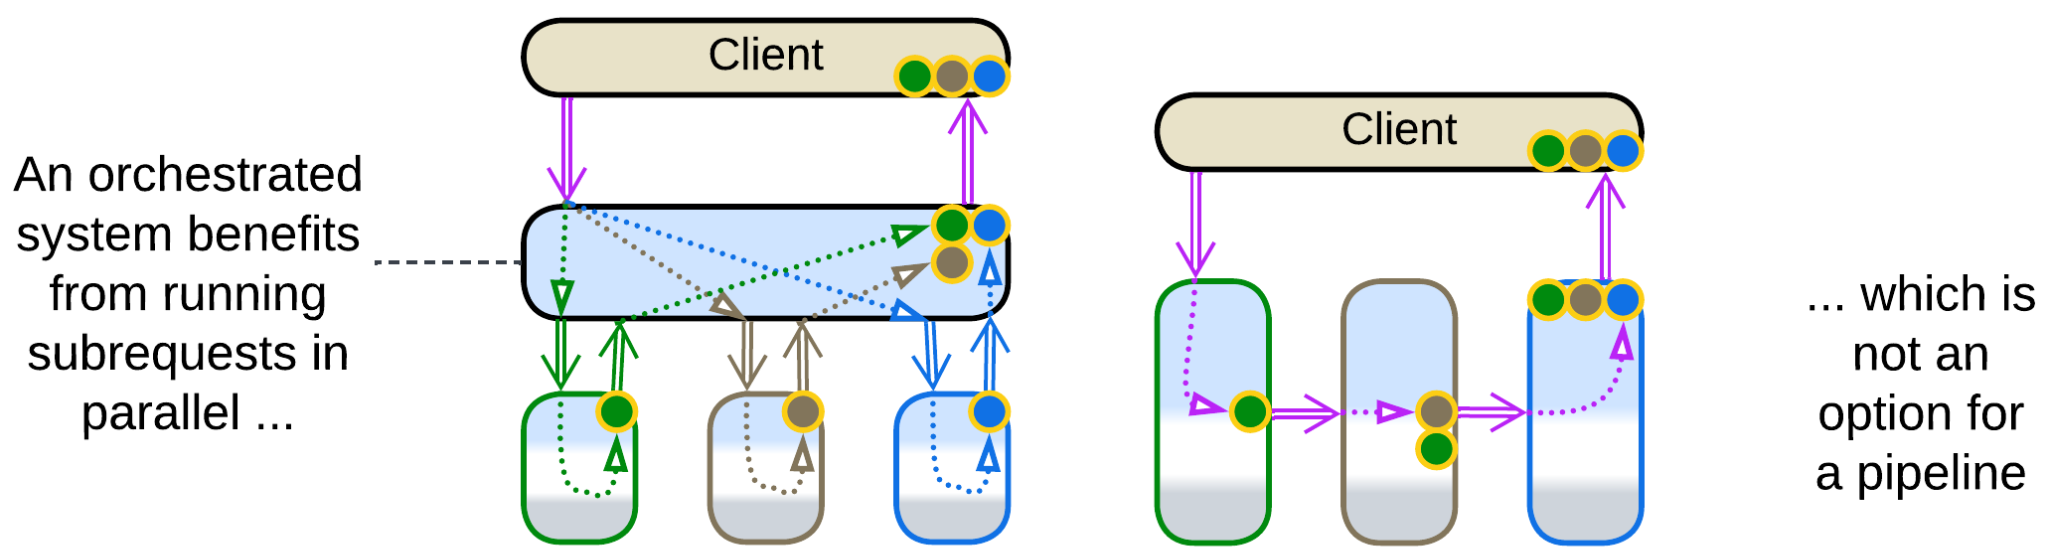 Client
An orchestrated
system benefits
from running
subrequests in
parallel ...
Client
... which is
not an
option for
a pipeline